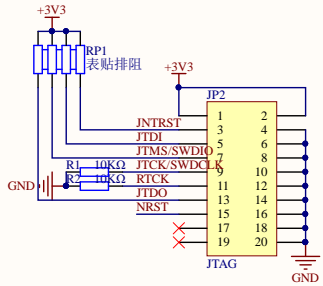 +3V3
RP1
表贴排阻
+3V3
JP2
1 2
JNTRST 3 4
JTDI 5 6
JTMS/SWDIO 7 8
R1 10KΩ JTCK/SWDCLK 9 10
GND R2 10KΩ RTCK 11 12
JTDO 13 14
NRST 15 16
17 18
19 20
JTAG
GND